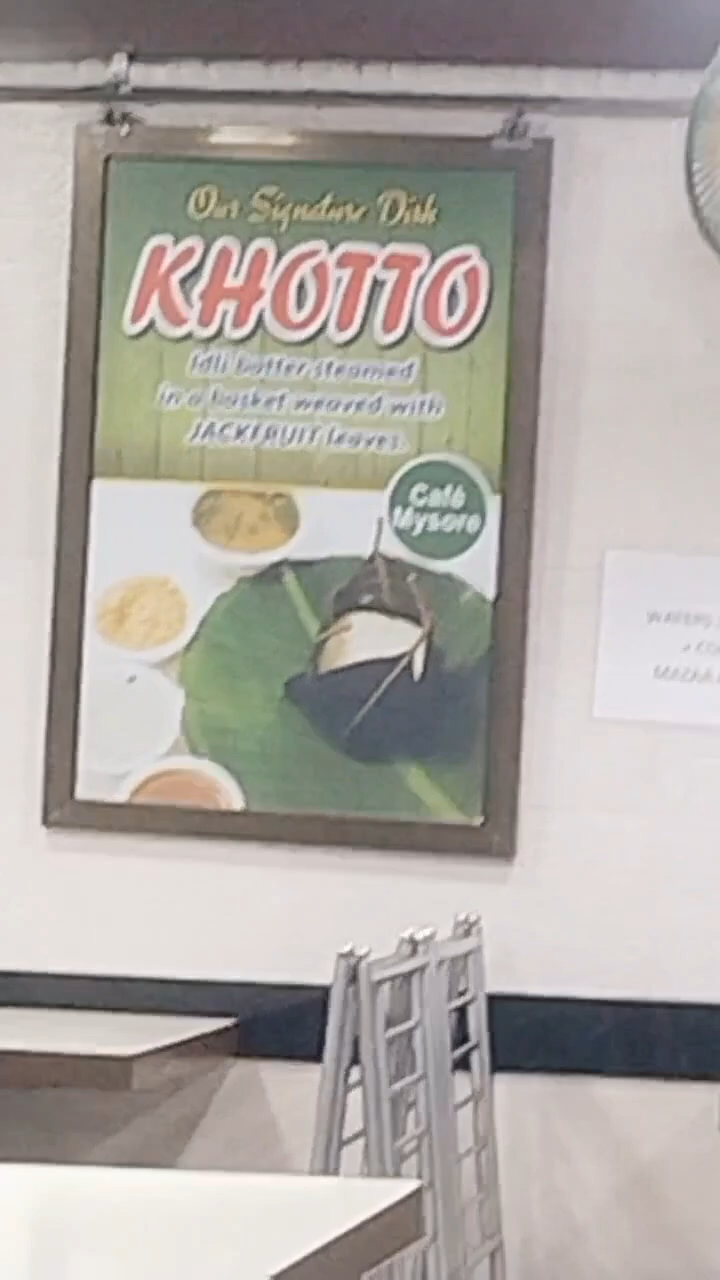 Our Signature Dish
KHOTTO
Idli batter steamed
in a basket weaved with
JACKFRUIT leaves.
Café
Mysore